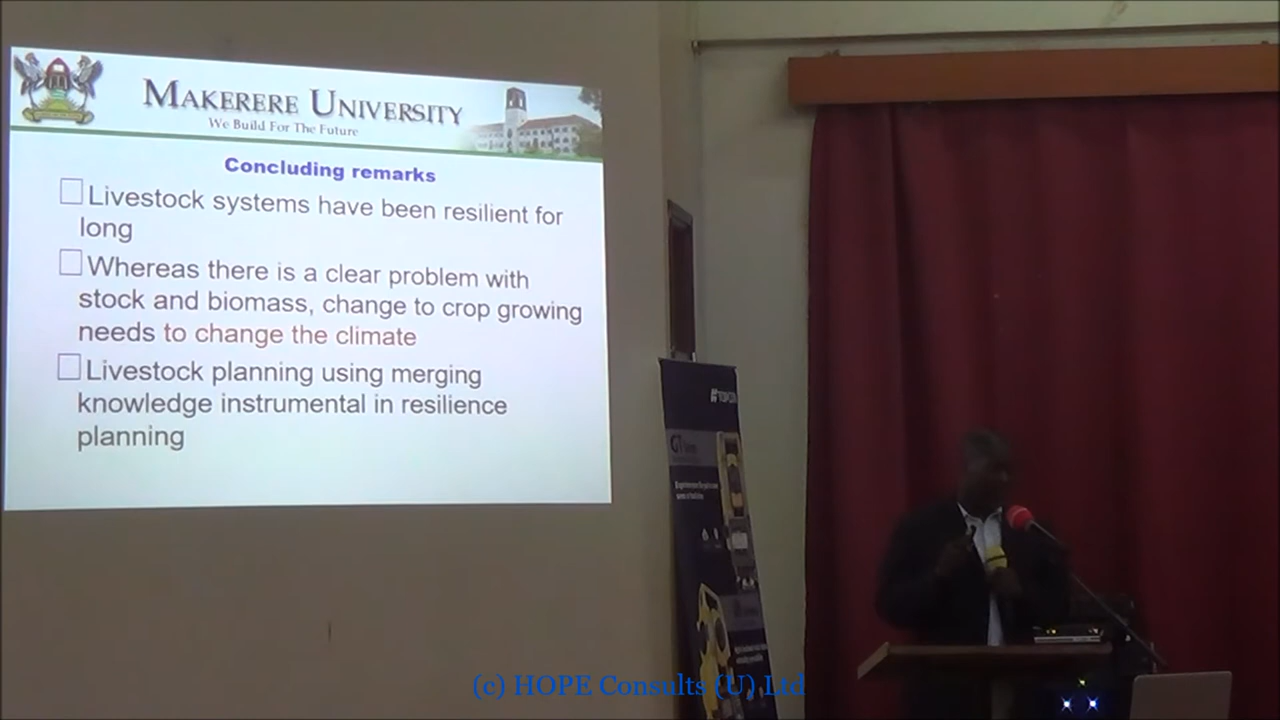 MAKERERE UNIVERSITY
We Build For The Future
Concluding remarks
Livestock systems have been resilient for
long
Whereas there is a clear problem with
stock and biomass, change to crop growing
needs to change the climate
Livestock planning using merging
knowledge instrumental in resilience
planning
(c) HOPE Consults (U) Ltd